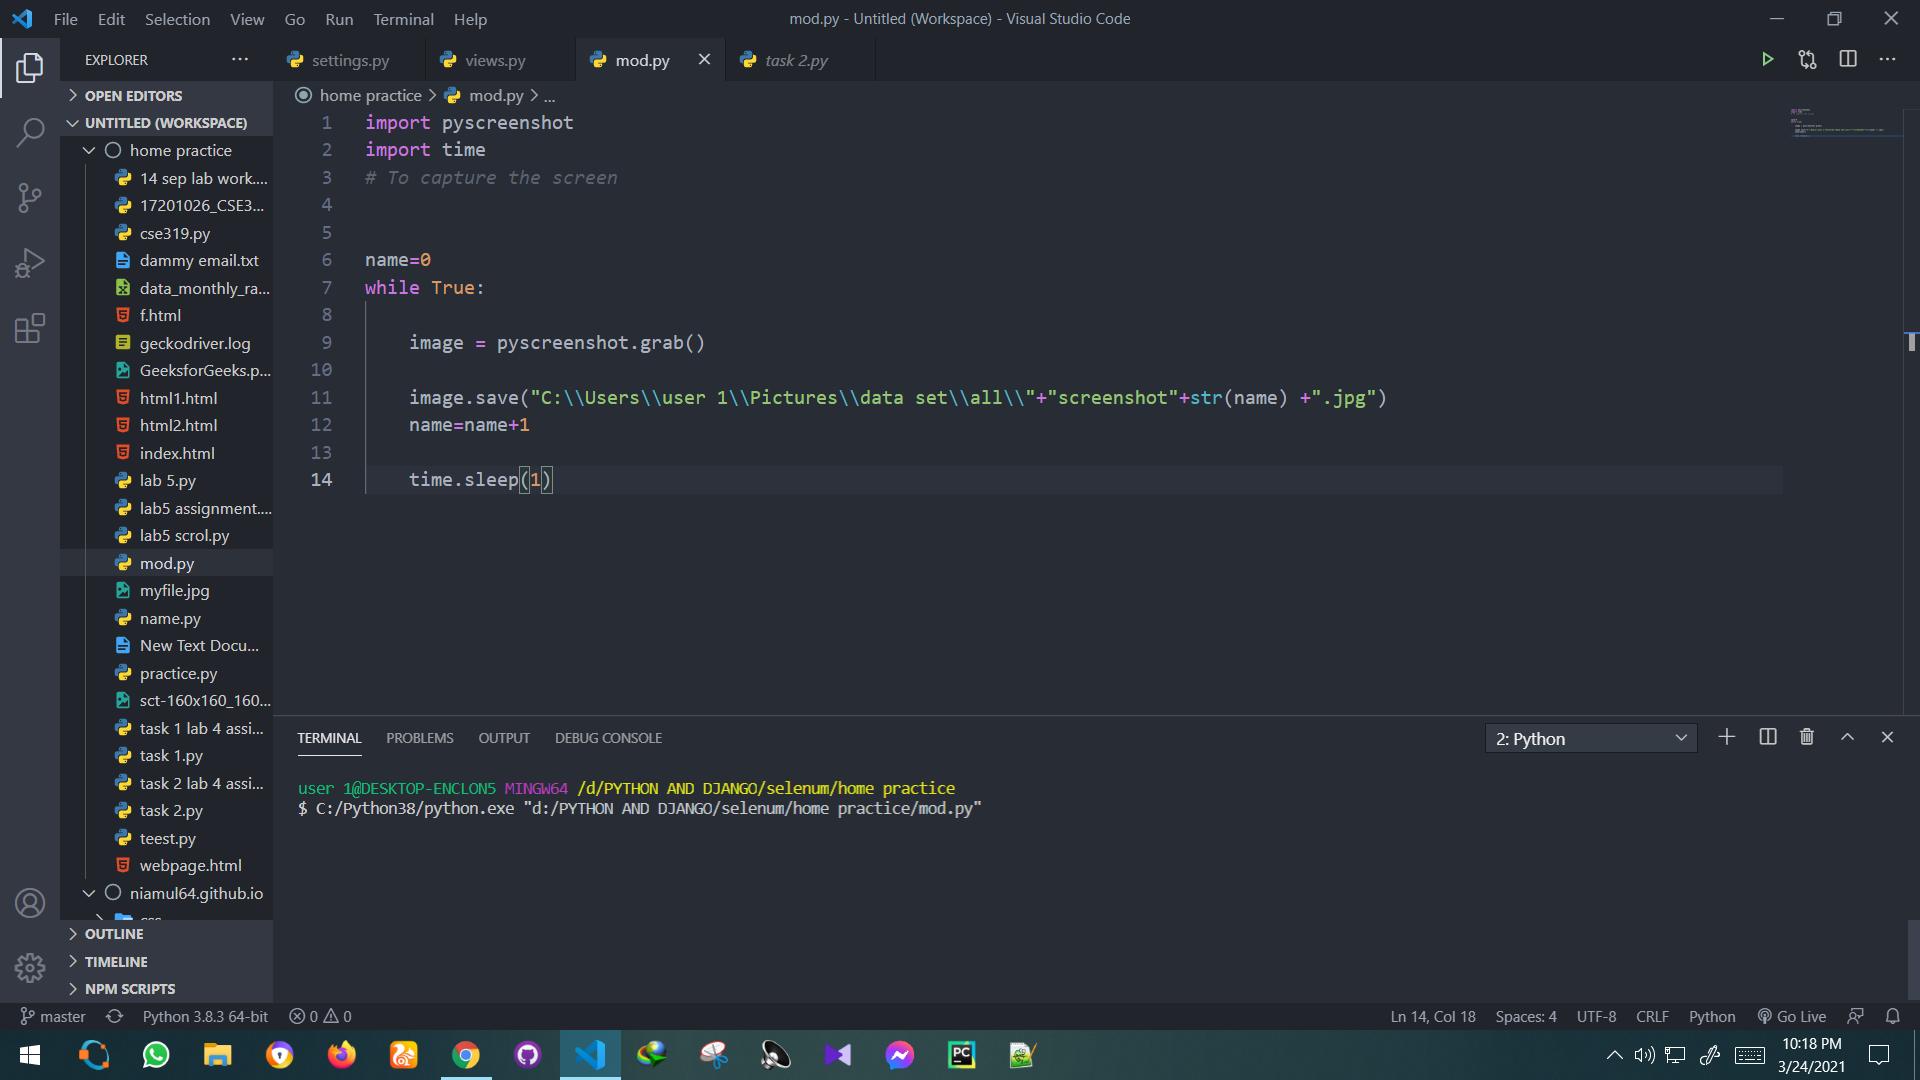 File Edit Selection View Go Run Terminal Help
mod.py - Untitled (Workspace) - Visual Studio Code
EXPLORER
settings.py
views.py
mod.py
task 2.py
OPEN EDITORS
UNTITLED (WORKSPACE)
home practice
14 sep lab work....
17201026_CSE3...
cse319.py
dammy email.txt
data_monthly_ra...
f.html
geckodriver.log
GeeksforGeeks.p...
html1.html
html2.html
index.html
lab 5.py
lab5 assignment....
lab5 scrol.py
mod.py
myfile.jpg
name.py
New Text Docu...
practice.py
sct-160x160_160...
task 1 lab 4 assi...
task 1.py
task 2 lab 4 assi...
task 2.py
teest.py
webpage.html
niamul64.github.io
css
OUTLINE
TIMELINE
NPM SCRIPTS
home practice > mod.py > ...
1 import pyscreenshot
2 import time
3 # To capture the screen
4
5
6 name=0
7 while True:
8
9 image = pyscreenshot.grab()
10
11 image.save("C:\\Users\\user 1\\Pictures\\data set\\all\\"+"screenshot"+str(name) +".jpg")
12 name=name+1
13
14 time.sleep(1)
TERMINAL PROBLEMS OUTPUT DEBUG CONSOLE
2: Python
user 1@DESKTOP-ENCLON5 MINGW64 /d/PYTHON AND DJANGO/selenum/home practice
$ C:/Python38/python.exe "d:/PYTHON AND DJANGO/selenum/home practice/mod.py"
master
Python 3.8.3 64-bit
0 0
Ln 14, Col 18
Spaces: 4
UTF-8
CRLF
Python
Go Live
10:18 PM
3/24/2021